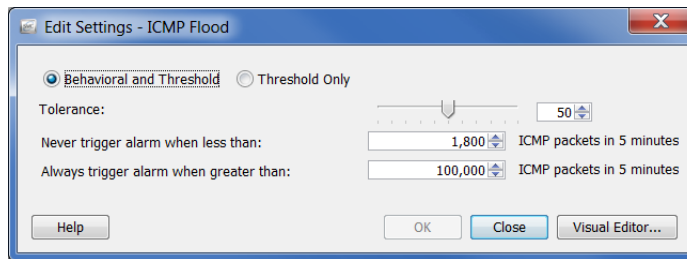 Edit Settings - ICMP Flood
Behavioral and Threshold Threshold Only
Tolerance: 50
Never trigger alarm when less than: 1,800 ICMP packets in 5 minutes
Always trigger alarm when greater than: 100,000 ICMP packets in 5 minutes
Help OK Close Visual Editor...